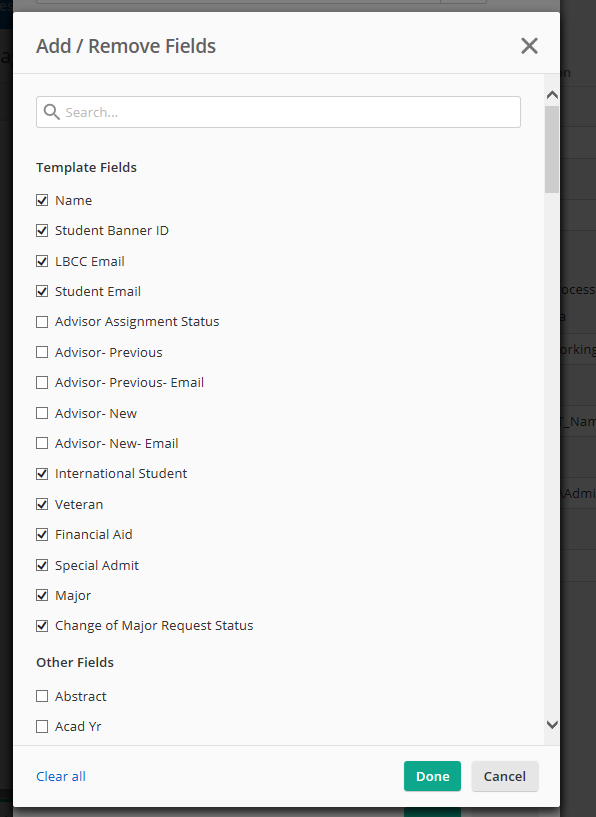 Add / Remove Fields
Search...
Template Fields
Name
Student Banner ID
LBCC Email
Student Email
Advisor Assignment Status
Advisor- Previous
Advisor- Previous- Email
Advisor- New
Advisor- New- Email
International Student
Veteran
Financial Aid
Special Admit
Major
Change of Major Request Status
Other Fields
Abstract
Acad Yr
Clear all
Done
Cancel